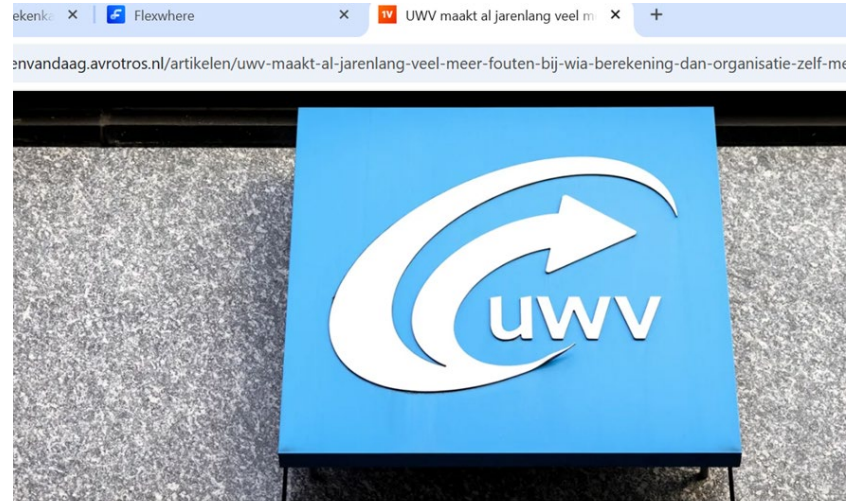 ekenka
Flexwhere
1V UWV maakt al jarenlang veel m
envandaag.avrotros.nl/artikelen/uwv-maakt-al-jarenlang-veel-meer-fouten-bij-wia-berekening-dan-organisatie-zelf-me
uwv